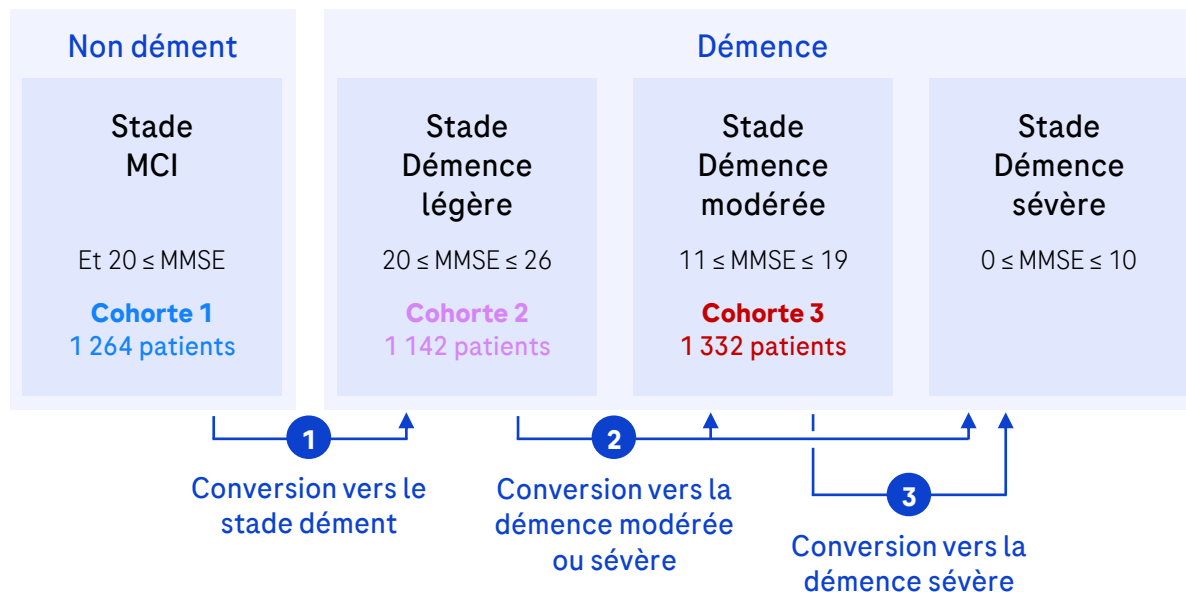 Non dément
Démence
Stade
MCI
Et 20 ≤ MMSE
Cohorte 1
1 264 patients
Stade
Démence
légère
20 ≤ MMSE ≤ 26
Cohorte 2
1 142 patients
Stade
Démence
modérée
11 ≤ MMSE ≤ 19
Cohorte 3
1 332 patients
Stade
Démence
sévère
0 ≤ MMSE ≤ 10
1
Conversion vers le
stade dément
2
Conversion vers la
démence modérée
ou sévère
3
Conversion vers la
démence sévère